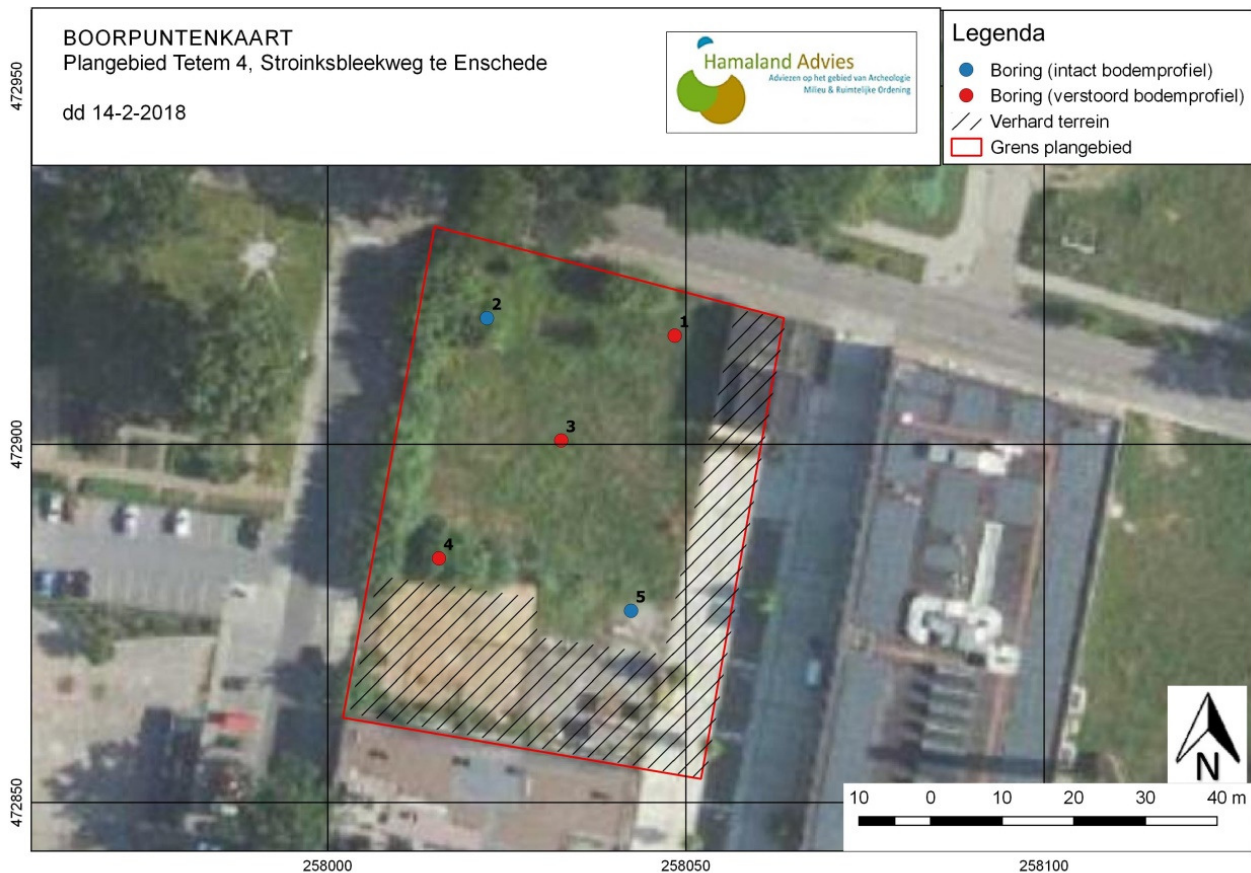 BOORPUNTENKAART
Plangebied Tetem 4, Stroinksbleekweg te Enschede
dd 14-2-2018
Hamaland Advies
Adviezen op het gebied van Archeologie
Milieu & Ruimtelijke Ordening
Legenda
Boring (intact bodemprofiel)
Boring (verstoord bodemprofiel)
Verhard terrein
Grens plangebied
472950
2
1
3
472900
4
5
N
10 0 10 20 30 40 m
472850
258000 258050 258100